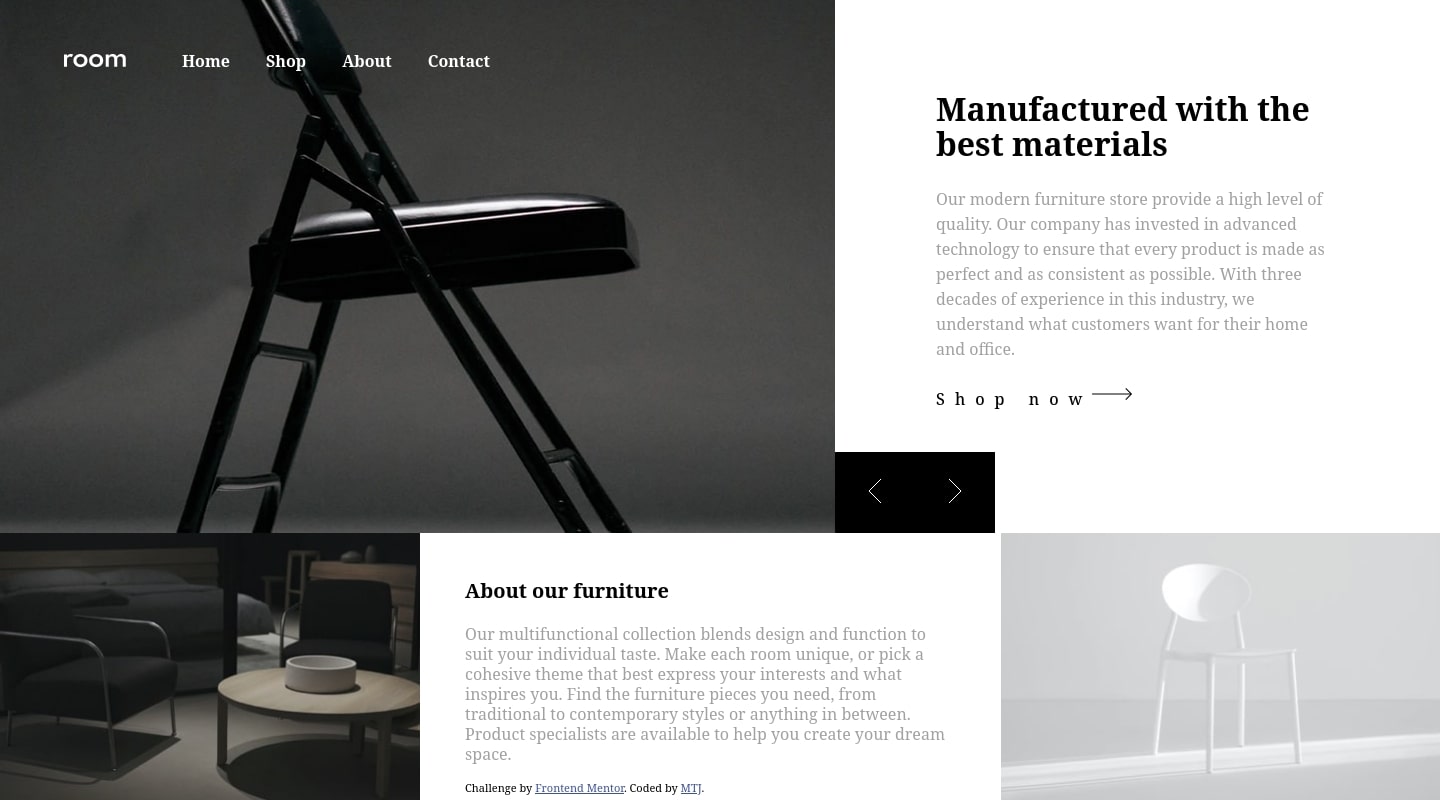 room Home Shop About Contact
Manufactured with the
best materials
Our modern furniture store provide a high level of
quality. Our company has invested in advanced
technology to ensure that every product is made as
perfect and as consistent as possible. With three
decades of experience in this industry, we
understand what customers want for their home
and office.
Shop now
About our furniture
Our multifunctional collection blends design and function to
suit your individual taste. Make each room unique, or pick a
cohesive theme that best express your interests and what
inspires you. Find the furniture pieces you need, from
traditional to contemporary styles or anything in between.
Product specialists are available to help you create your dream
space.
Challenge by Frontend Mentor. Coded by MTJ.